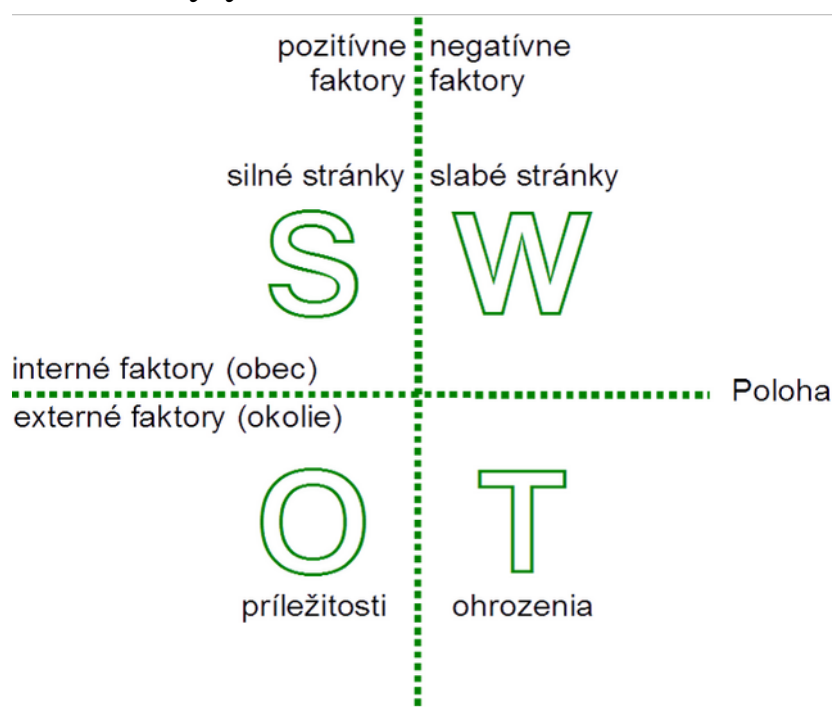 pozitívne negatívne
faktory faktory
silné stránky slabé stránky
S W
interné faktory (obec)
Poloha
externé faktory (okolie)
O T
príležitosti ohrozenia